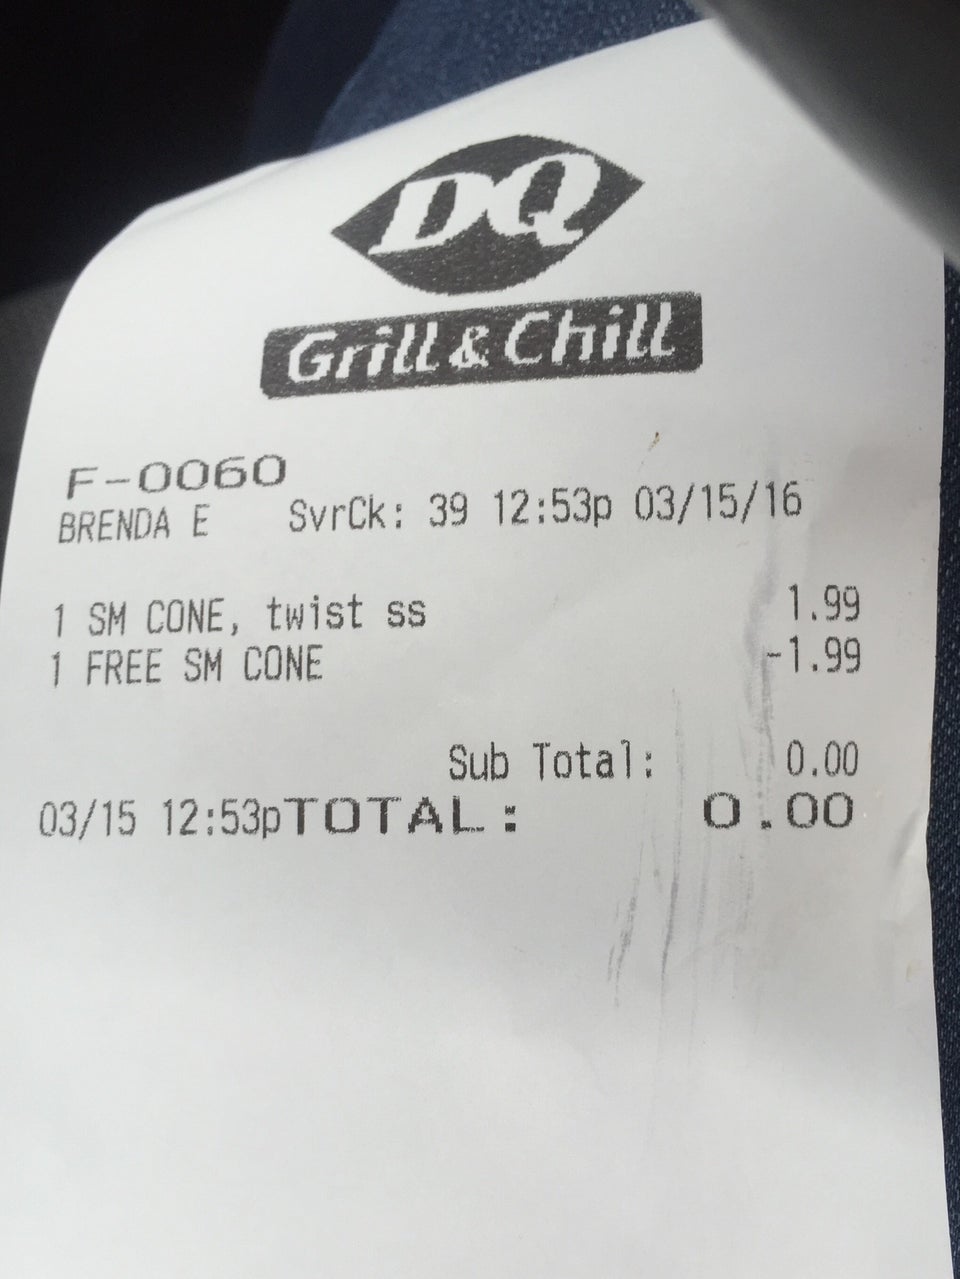 DQ
Grill & Chill
F-0060
BRENDA E SvrCk: 39 12:53p 03/15/16
1 SM CONE, twist ss 1.99
1 FREE SM CONE -1.99
Sub Total: 0.00
03/15 12:53pTOTAL: 0.00